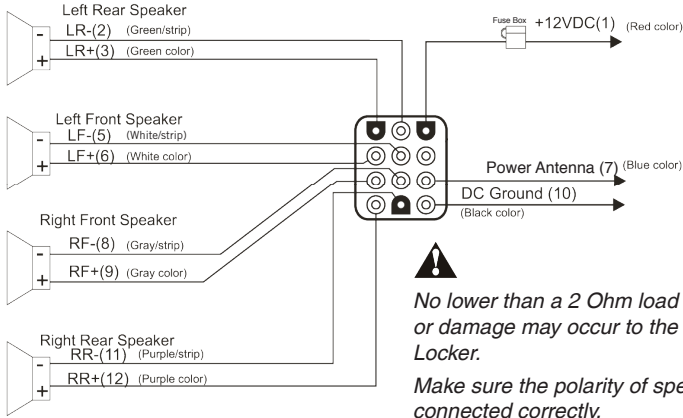 Left Rear Speaker
LR-(2) (Green/strip)
LR+(3) (Green color)
Fuse Box +12VDC(1) (Red color)
Left Front Speaker
LF-(5) (White/strip)
LF+(6) (White color)
Power Antenna (7) (Blue color)
DC Ground (10)
(Black color)
Right Front Speaker
RF-(8) (Gray/strip)
RF+(9) (Gray color)
No lower than a 2 Ohm load
or damage may occur to the
Locker.
Make sure the polarity of spe
connected correctly.
Right Rear Speaker
RR-(11) (Purple/strip)
RR+(12) (Purple color)